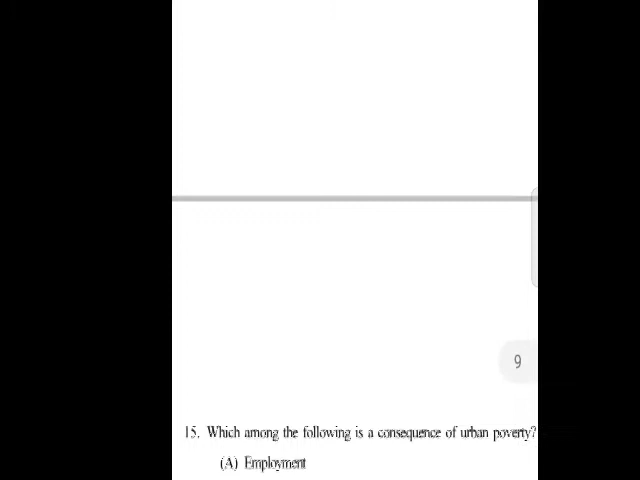 9
15. Which among the following is a consequence of urban poverty?
(A) Employment